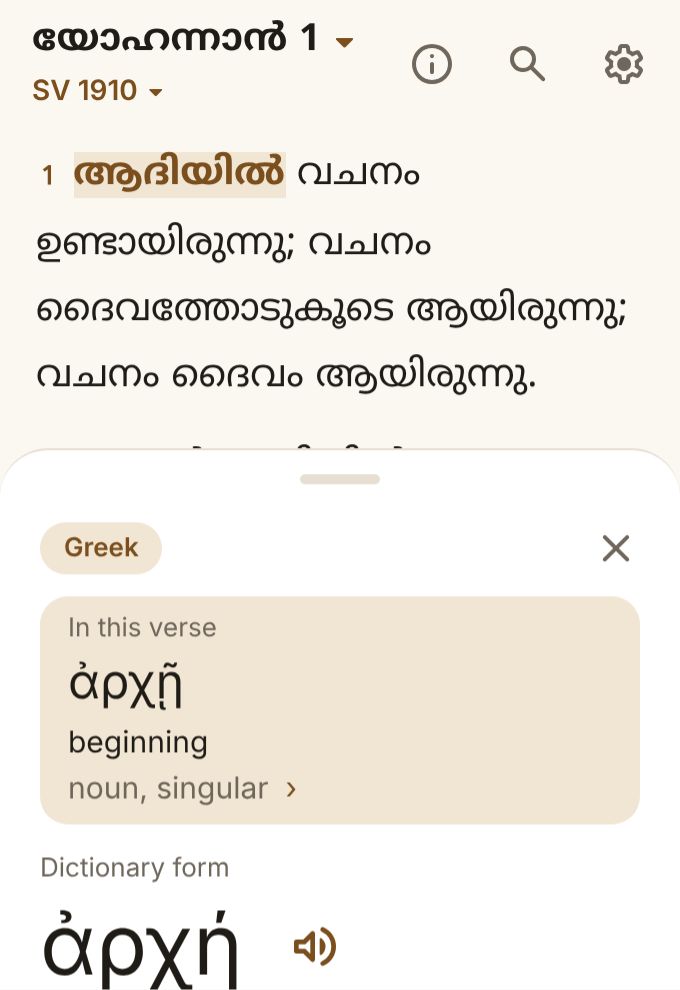 യോഹന്നാൻ 1
SV 1910
1 ആദിയിൽ വചനം
ഉണ്ടായിരുന്നു; വചനം
ദൈവത്തോടുകൂടെ ആയിരുന്നു;
വചനം ദൈവം ആയിരുന്നു.
Greek
In this verse
ἀρχῇ
beginning
noun, singular ›
Dictionary form
ἀρχή